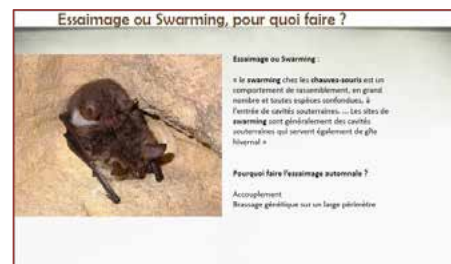 Essaimage ou Swarming, pour quoi faire ?
Essaimage ou Swarming :
« le swarming chez les chauves-souris est un
comportement de rassemblement, en grand
nombre et toutes espèces confondues, à
l'entrée de cavités souterraines. ... Les sites de
swarming sont généralement des cavités
souterraines qui servent également de gîte
hivernal »
Pourquoi faire l'essaimage automnale ?
Accouplement
Brassage génétique sur un large périmètre